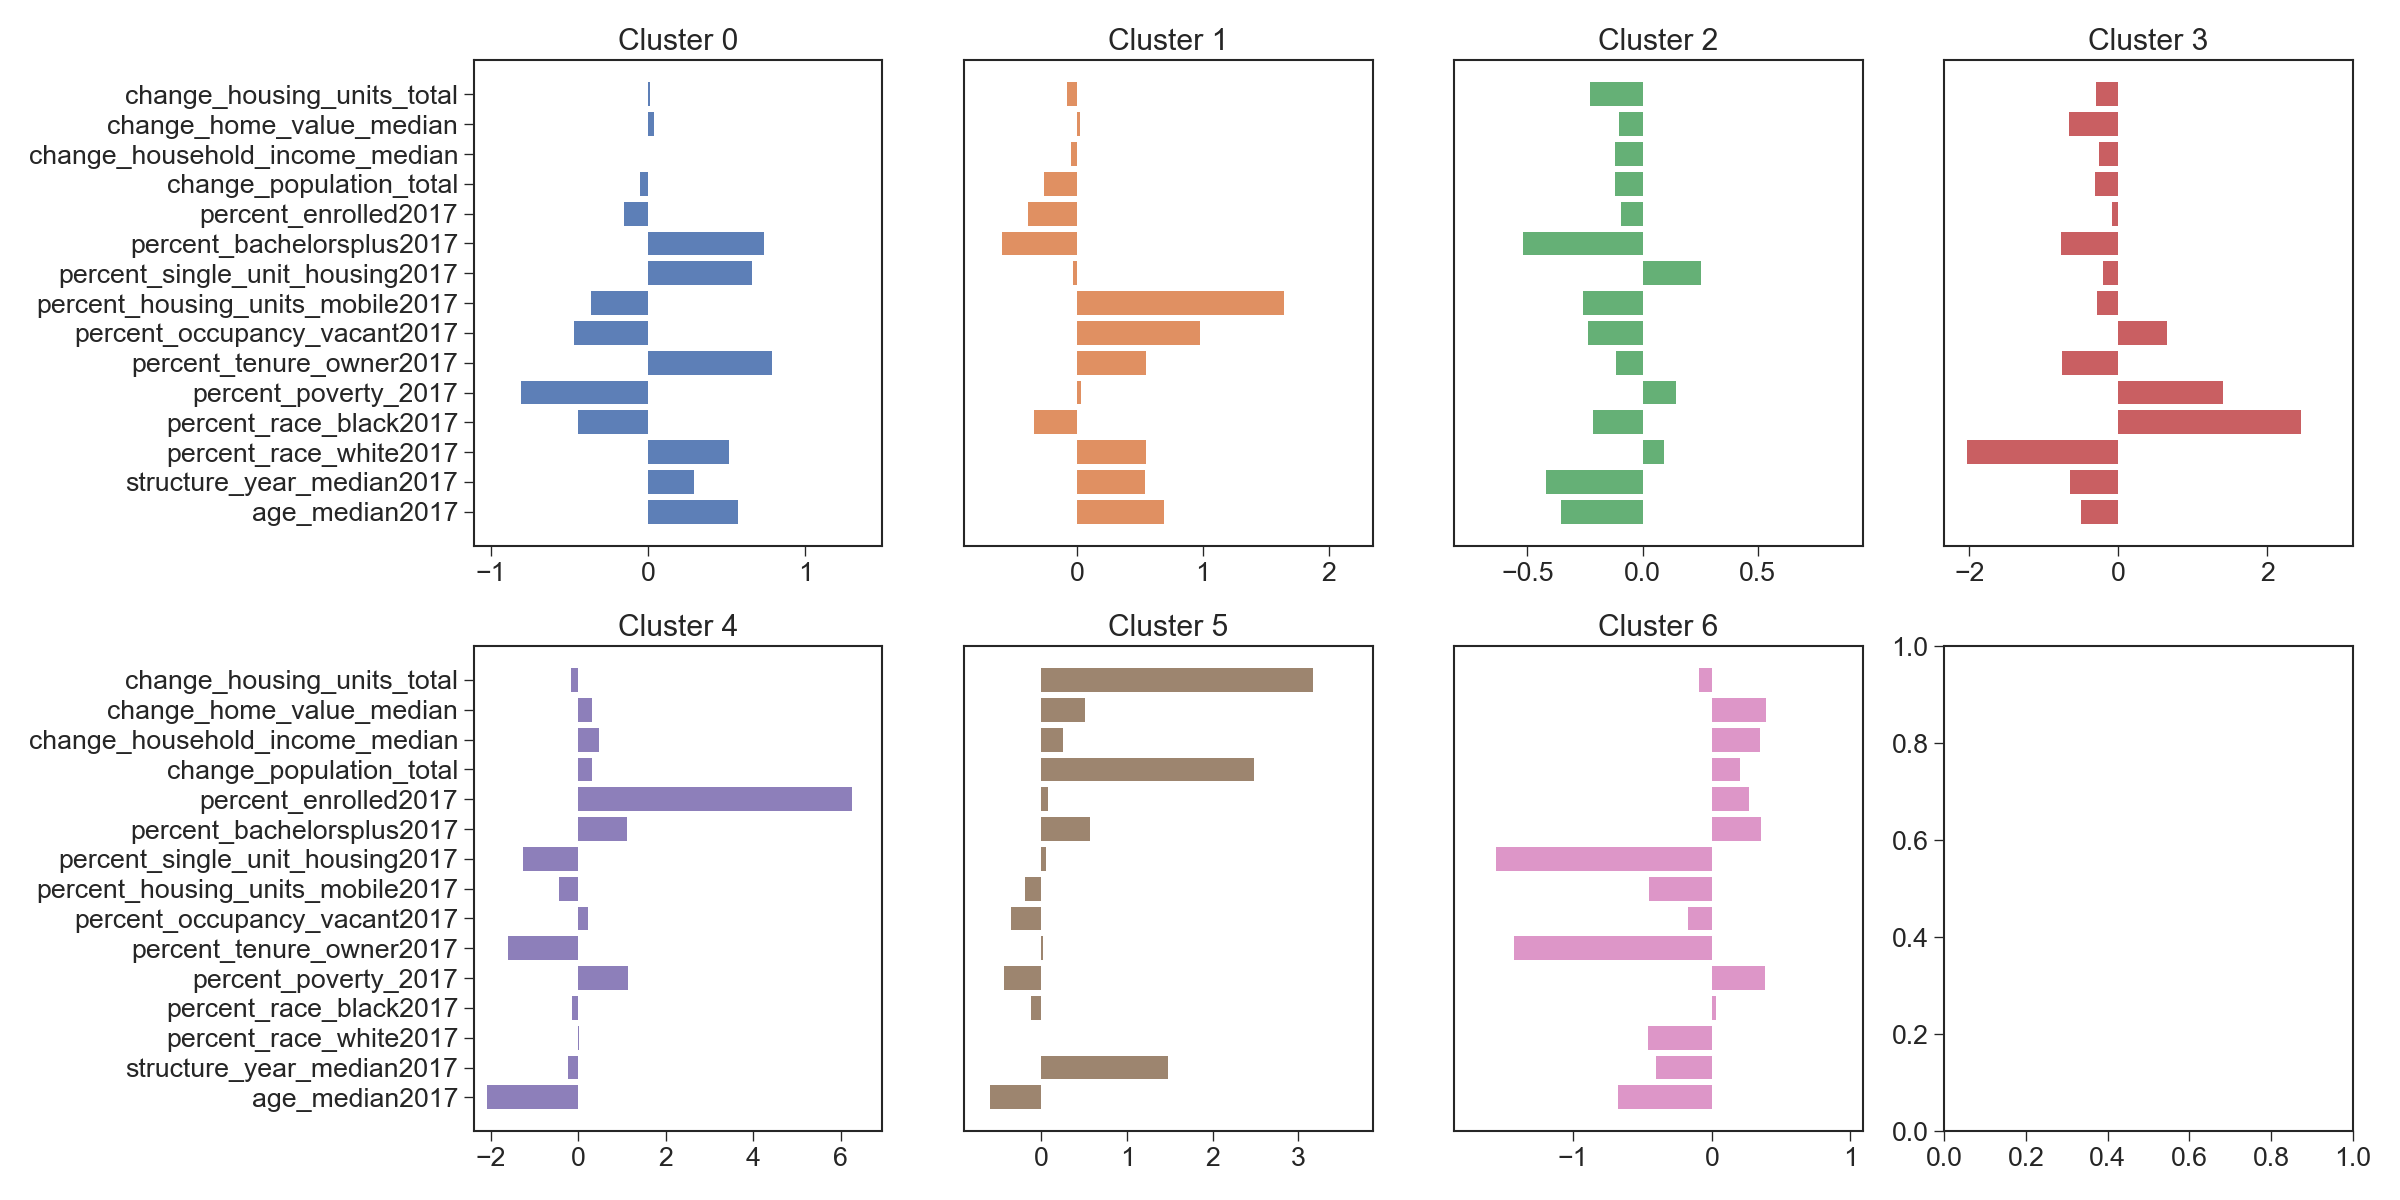 Cluster 0
Cluster 1
Cluster 2
Cluster 3
change_housing_units_total
change_home_value_median
change_household_income_median
change_population_total
percent_enrolled2017
percent_bachelorsplus2017
percent_single_unit_housing2017
percent_housing_units_mobile2017
percent_occupancy_vacant2017
percent_tenure_owner2017
percent_poverty_2017
percent_race_black2017
percent_race_white2017
structure_year_median2017
age_median2017
−1 0 1
0 1 2
−0.5 0.0 0.5
−2 0 2
Cluster 4
Cluster 5
Cluster 6
change_housing_units_total
change_home_value_median
change_household_income_median
change_population_total
percent_enrolled2017
percent_bachelorsplus2017
percent_single_unit_housing2017
percent_housing_units_mobile2017
percent_occupancy_vacant2017
percent_tenure_owner2017
percent_poverty_2017
percent_race_black2017
percent_race_white2017
structure_year_median2017
age_median2017
−2 0 2 4 6
0 1 2 3
−1 0 1
1.0
0.8
0.6
0.4
0.2
0.0
0.0 0.2 0.4 0.6 0.8 1.0